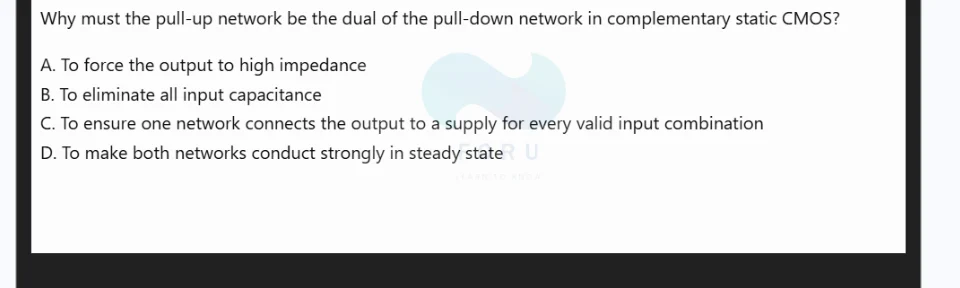 Why must the pull-up network be the dual of the pull-down network in complementary static CMOS?
A. To force the output to high impedance
B. To eliminate all input capacitance
C. To ensure one network connects the output to a supply for every valid input combination
D. To make both networks conduct strongly in steady state